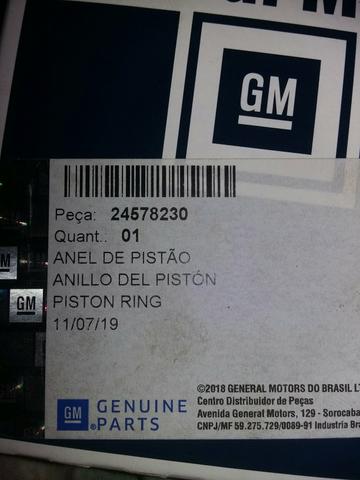 GM
Peça: 24578230
Quant.: 01
ANEL DE PISTÃO
ANILLO DEL PISTÓN
PISTON RING
11/07/19
GM
GM GENUINE
®PARTS
©2018 GENERAL MOTORS DO BRASIL
Centro Distribuidor de Peças
Avenida General Motors, 129 - Sorocaba
CNPJ/MF 59.275.729/0089-91 Industria